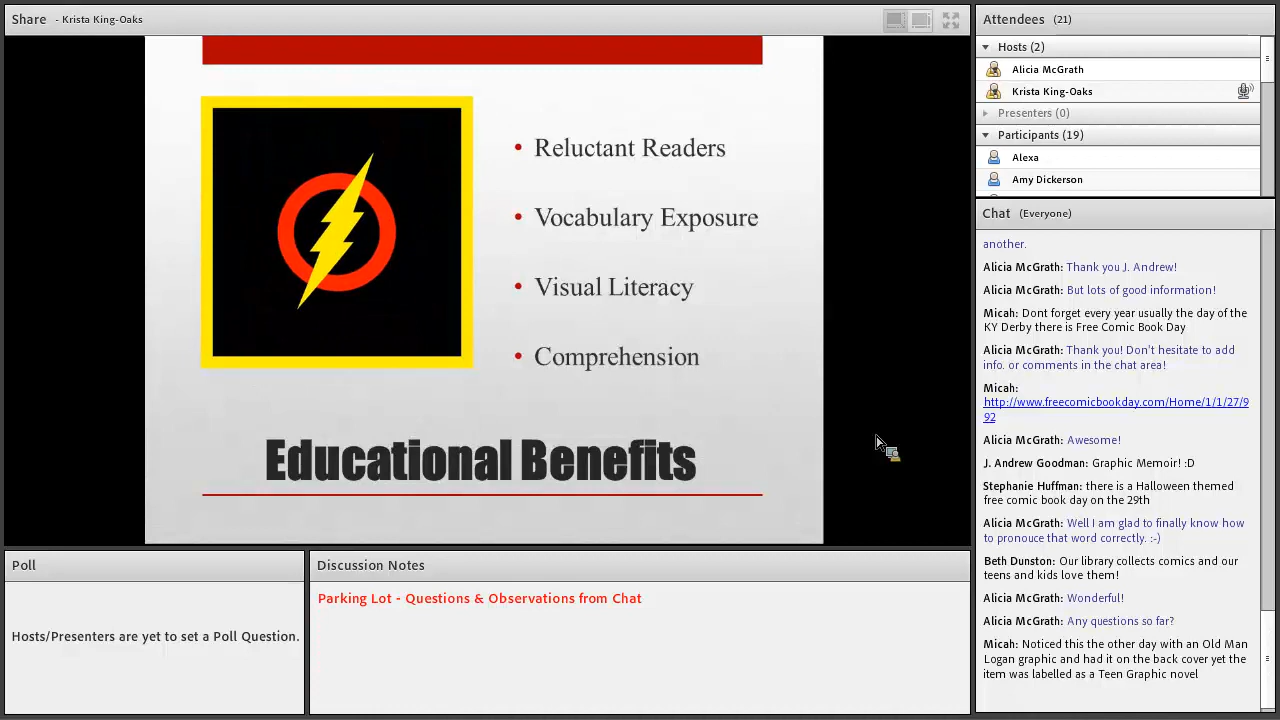 Share - Krista King-Oaks
Reluctant Readers
Vocabulary Exposure
Visual Literacy
Comprehension
Educational Benefits
Poll
Hosts/Presenters are yet to set a Poll Question.
Discussion Notes
Parking Lot - Questions & Observations from Chat
Attendees (21)
Hosts (2)
Alicia McGrath
Krista King-Oaks
Presenters (0)
Participants (19)
Alexa
Amy Dickerson
Chat (Everyone)
another.
Alicia McGrath: Thank you J. Andrew!
Alicia McGrath: But lots of good information!
Micah: Dont forget every year usually the day of the
KY Derby there is Free Comic Book Day
Alicia McGrath: Thank you! Don't hesitate to add
info. or comments in the chat area!
Micah:
http://www.freecomicbookday.com/Home/1/1/27/9
92
Alicia McGrath: Awesome!
J. Andrew Goodman: Graphic Memoir! :D
Stephanie Huffman: there is a Halloween themed
free comic book day on the 29th
Alicia McGrath: Well I am glad to finally know how
to pronouce that word correctly. :-)
Beth Dunston: Our library collects comics and our
teens and kids love them!
Alicia McGrath: Wonderful!
Alicia McGrath: Any questions so far?
Micah: Noticed this the other day with an Old Man
Logan graphic and had it on the back cover yet the
item was labelled as a Teen Graphic novel